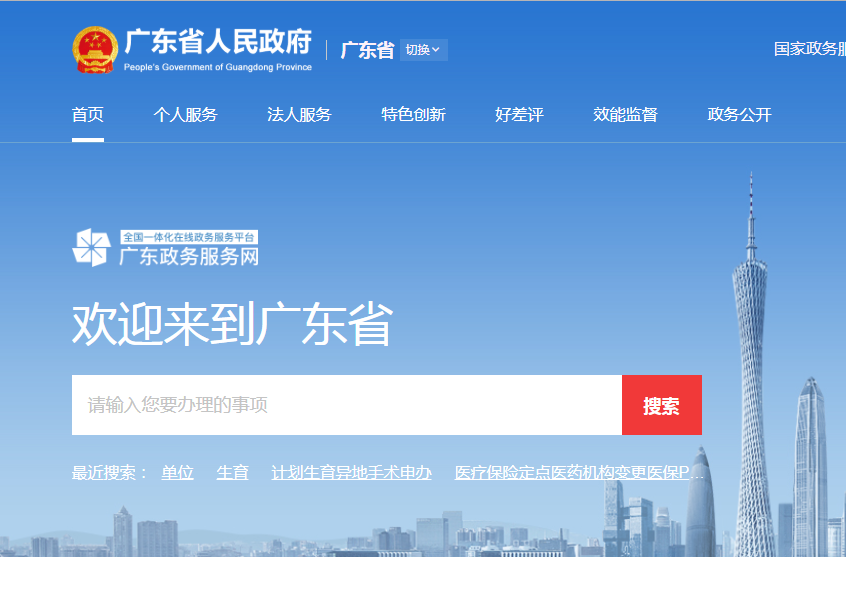 广东省人民政府
People's Government of Guangdong Province
广东省 切换
国家政务
首页 个人服务 法人服务 特色创新 好差评 效能监督 政务公开
全国一体化在线政务服务平台
广东政务服务网
欢迎来到广东省
请输入您要办理的事项 搜索
最近搜索： 单位 生育 计划生育异地手术申办 医疗保险定点医药机构变更医保P...